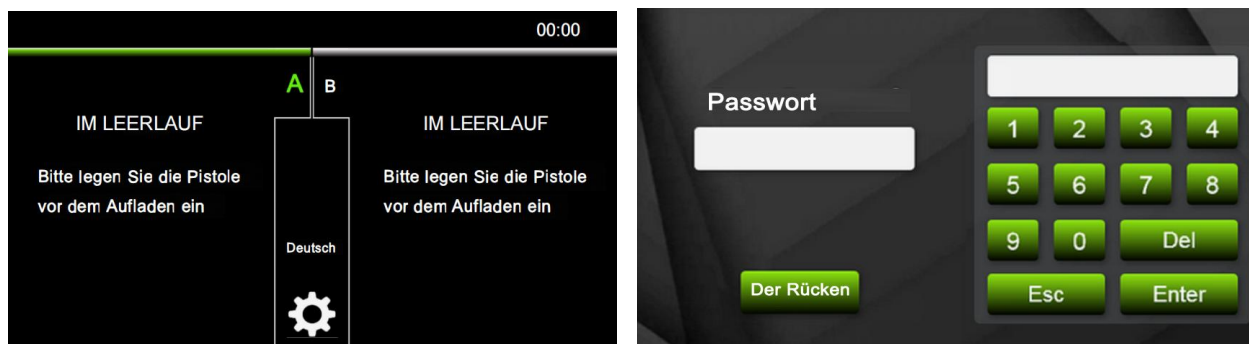 00:00
A B
IM LEERLAUF
Bitte legen Sie die Pistole
vor dem Aufladen ein
Deutsch
IM LEERLAUF
Bitte legen Sie die Pistole
vor dem Aufladen ein
Passwort
Der Rücken
1 2 3 4
5 6 7 8
9 0 Del
Esc Enter